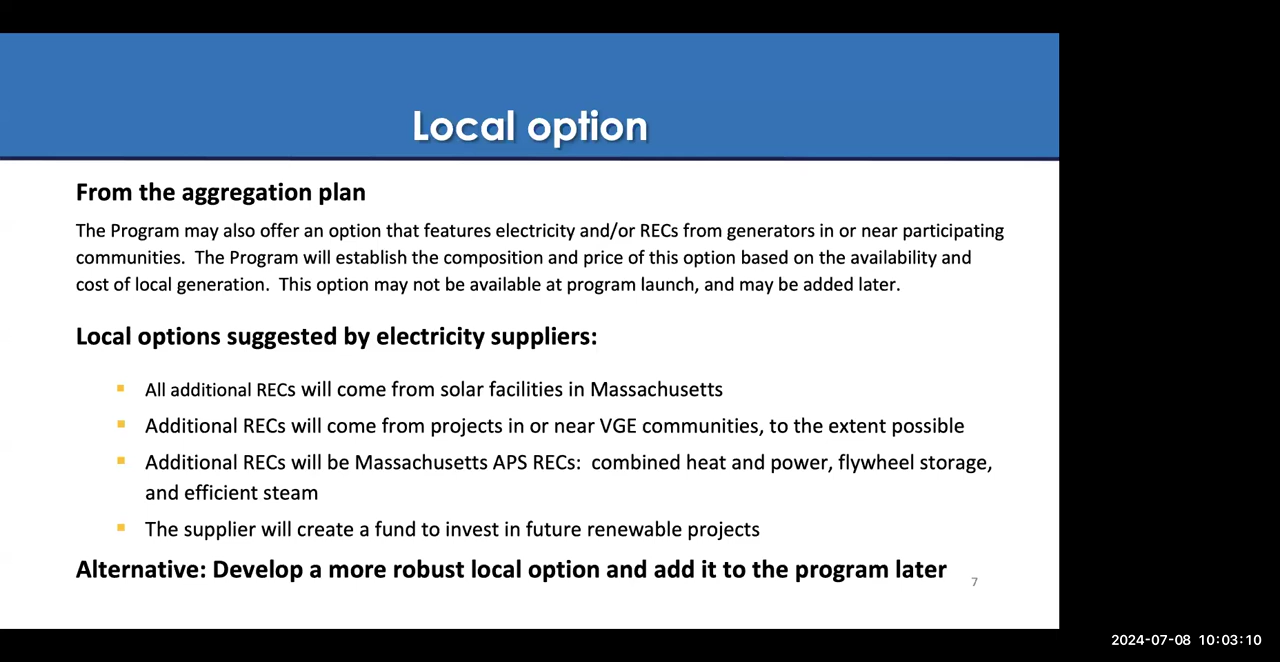 Local option
From the aggregation plan
The Program may also offer an option that features electricity and/or RECs from generators in or near participating
communities.  The Program will establish the composition and price of this option based on the availability and
cost of local generation.  This option may not be available at program launch, and may be added later.
Local options suggested by electricity suppliers:
▪ All additional RECs will come from solar facilities in Massachusetts
▪ Additional RECs will come from projects in or near VGE communities, to the extent possible
▪ Additional RECs will be Massachusetts APS RECs:  combined heat and power, flywheel storage,
and efficient steam
▪ The supplier will create a fund to invest in future renewable projects
Alternative: Develop a more robust local option and add it to the program later
7
2024-07-08 10:03:10